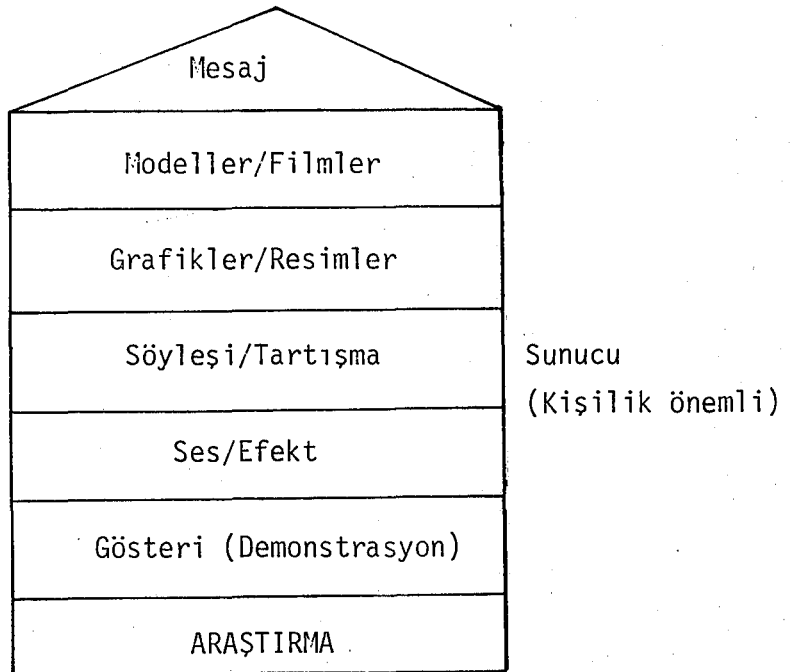 Mesaj
Modeller/Filmler
Grafikler/Resimler
Söyleşi/Tartışma
Sunucu
(Kişilik önemli)
Ses/Efekt
Gösteri (Demonstrasyon)
ARAŞTIRMA